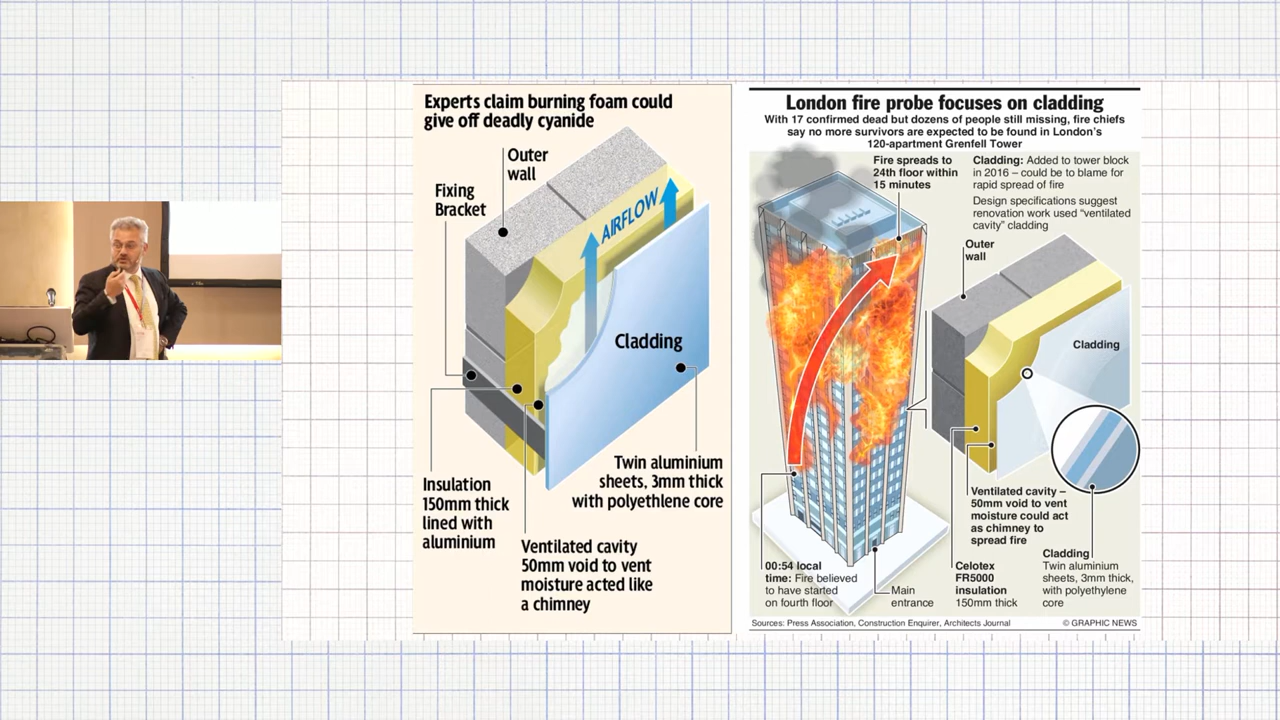 Experts claim burning foam could
give off deadly cyanide
Outer
wall
Fixing
Bracket
AIRFLOW
Cladding
Insulation
150mm thick
lined with
aluminium
Twin aluminium
sheets, 3mm thick
with polyethlene core
Ventilated cavity
50mm void to vent
moisture acted like
a chimney
London fire probe focuses on cladding
With 17 confirmed dead but dozens of people still missing, fire chiefs
say no more survivors are expected to be found in London's
120-apartment Grenfell Tower
Fire spreads to
24th floor within
15 minutes
Cladding: Added to tower block
in 2016 – could be to blame for
rapid spread of fire
Design specifications suggest
renovation work used “ventilated
cavity” cladding
Outer
wall
Cladding
Ventilated cavity –
50mm void to vent
moisture could act
as chimney to
spread fire
00:54 local
time: Fire believed
to have started
on fourth floor
Main
entrance
Celotex
FR5000
insulation
150mm thick
Cladding
Twin aluminium
sheets, 3mm thick,
with polyethylene
core
Sources: Press Association, Construction Enquirer, Architects Journal
© GRAPHIC NEWS